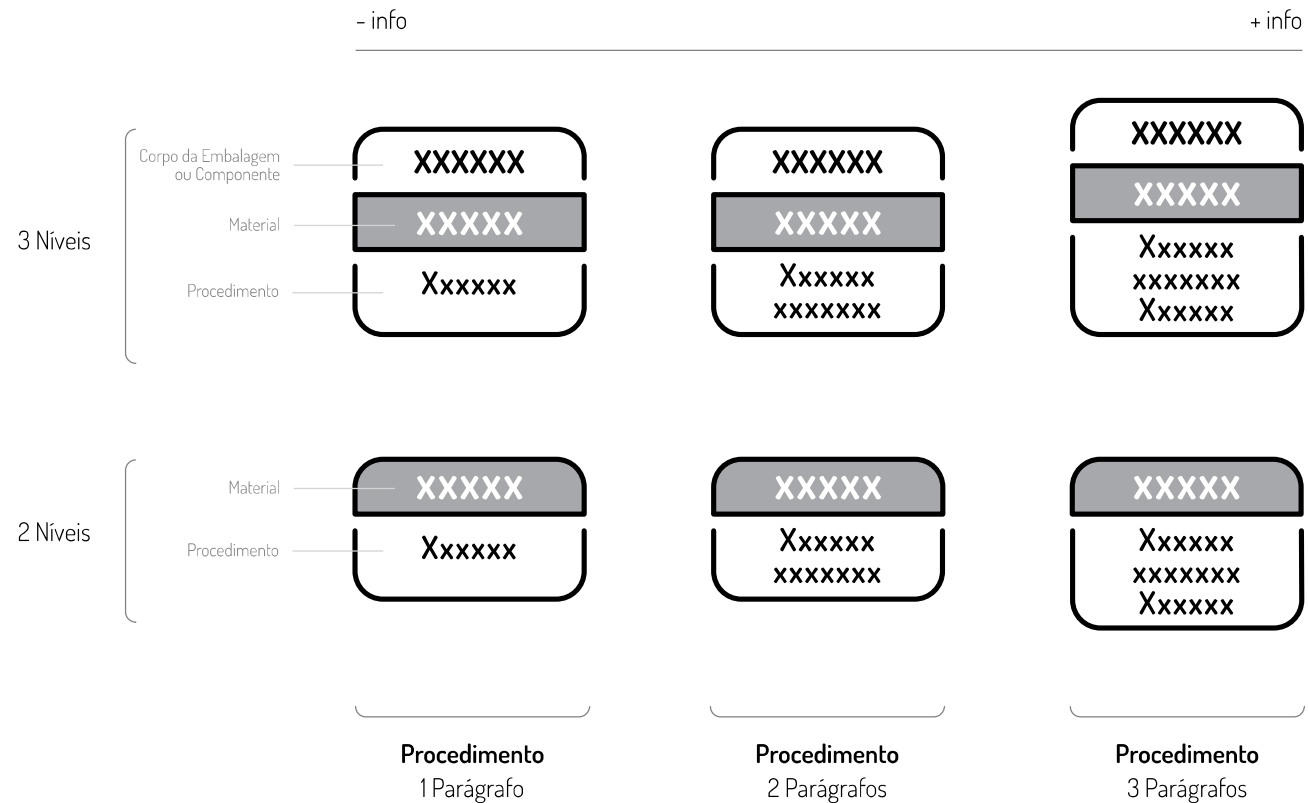 - info
+ info
3 Níveis
Corpo da Embalagem
ou Componente
Material
Procedimento
XXXXXX
XXXXX
Xxxxxx
XXXXXX
XXXXX
Xxxxxx
xxxxxxx
XXXXXX
XXXXX
Xxxxxx
xxxxxxx
Xxxxxx
2 Níveis
Material
Procedimento
XXXXX
Xxxxxx
XXXXX
Xxxxxx
xxxxxxx
XXXXX
Xxxxxx
xxxxxxx
Xxxxxx
Procedimento
1 Parágrafo
Procedimento
2 Parágrafos
Procedimento
3 Parágrafos